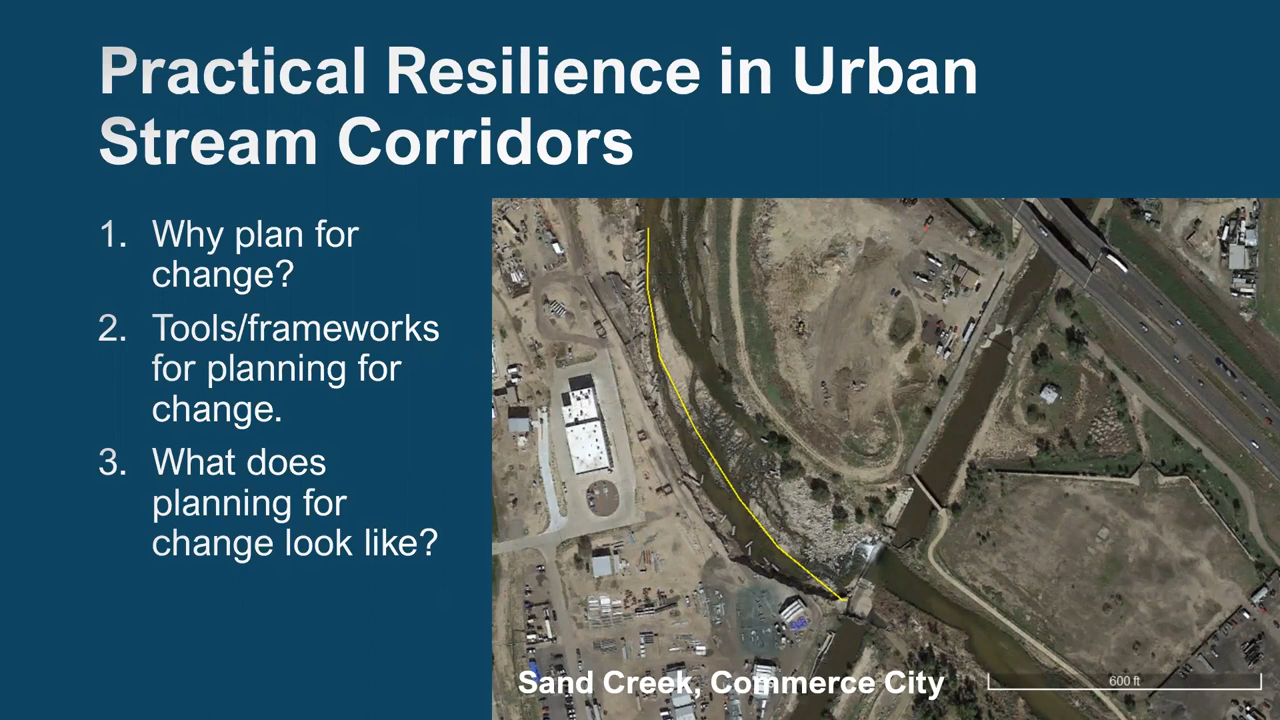 Practical Resilience in Urban
Stream Corridors
1. Why plan for
change?
2. Tools/frameworks
for planning for
change.
3. What does
planning for
change look like?
Sand Creek, Commerce City
600 ft